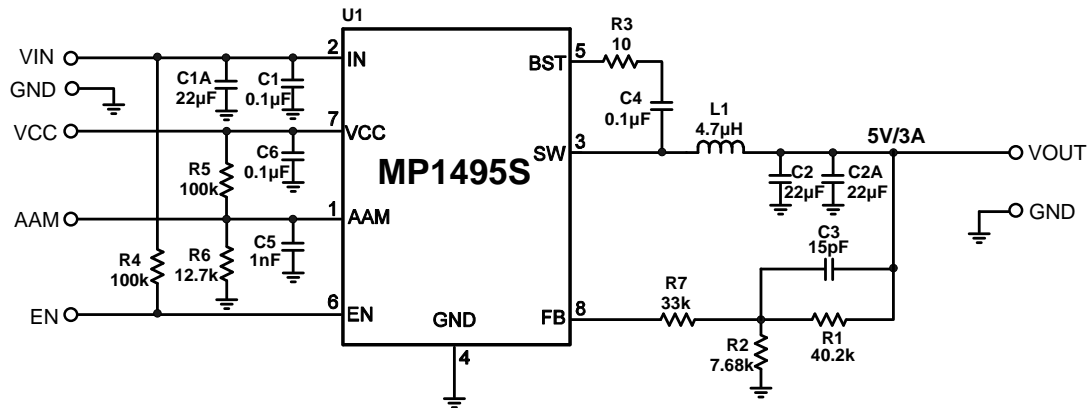 U1
VIN
2
IN
GND
C1A
22µF
C1
0.1µF
VCC
7
VCC
R5
100k
C6
0.1µF
AAM
1
AAM
R4
100k
R6
12.7k
C5
1nF
EN
6
EN
MP1495S
GND
4
BST
5
R3
10
C4
0.1µF
SW
3
L1
4.7µH
5V/3A
VOUT
C2
22µF
C2A
22µF
GND
C3
15pF
FB
8
R7
33k
R2
7.68k
R1
40.2k